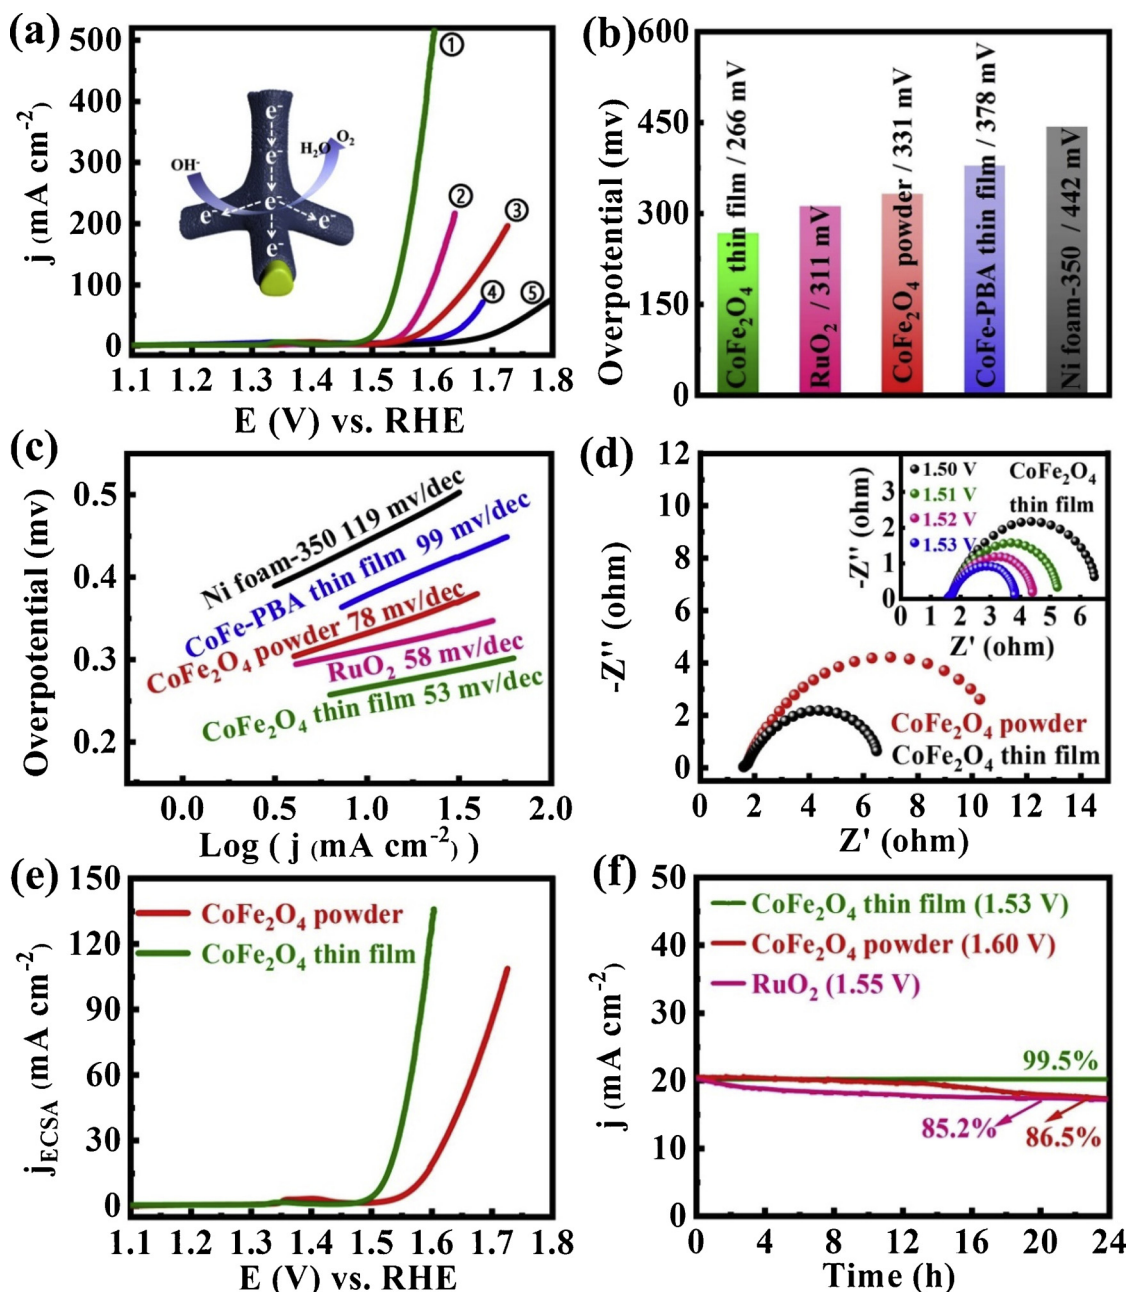 (a)
500
400
300
200
100
0
j (mA cm-2)
1.1 1.2 1.3 1.4 1.5 1.6 1.7 1.8
E (V) vs. RHE
① ② ③ ④ ⑤
OH-
H2O
O2
e-
e-
e-
e-
e-
e-
(b)
600
450
300
150
0
Overpotential (mv)
CoFe2O4 thin film / 266 mV
RuO2 / 311 mV
CoFe2O4 powder / 331 mV
CoFe-PBA thin film / 378 mV
Ni foam-350 / 442 mV
(c)
0.5
0.4
0.3
0.2
Overpotential (mv)
Ni foam-350 119 mv/dec
CoFe-PBA thin film 99 mv/dec
CoFe2O4 powder 78 mv/dec
RuO2 58 mv/dec
CoFe2O4 thin film 53 mv/dec
0.0 0.5 1.0 1.5 2.0
Log ( j (mA cm-2) )
(d)
12
10
8
6
4
2
0
-Z'' (ohm)
0 2 4 6 8 10 12 14
Z' (ohm)
CoFe2O4 powder
CoFe2O4 thin film
1.50 V
1.51 V
1.52 V
1.53 V
CoFe2O4
thin film
3
2
1
0
-Z'' (ohm)
0 1 2 3 4 5 6
Z' (ohm)
(e)
150
120
90
60
30
0
jECSA (mA cm-2)
CoFe2O4 powder
CoFe2O4 thin film
1.1 1.2 1.3 1.4 1.5 1.6 1.7 1.8
E (V) vs. RHE
(f)
50
40
30
20
10
0
j (mA cm-2)
CoFe2O4 thin film (1.53 V)
CoFe2O4 powder (1.60 V)
RuO2 (1.55 V)
99.5%
85.2%
86.5%
0 4 8 12 16 20 24
Time (h)